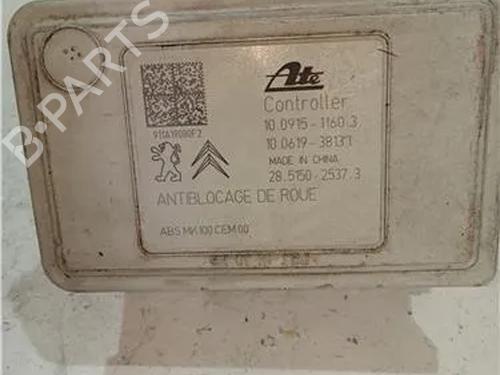 B-PARTS
Ate
Controller
10.0915-1160.3
10.0619-3813.1
MADE IN CHINA
28.5150-2537.3
ANTIBLOCAGE DE ROUE
ABS MK100 CEM 00